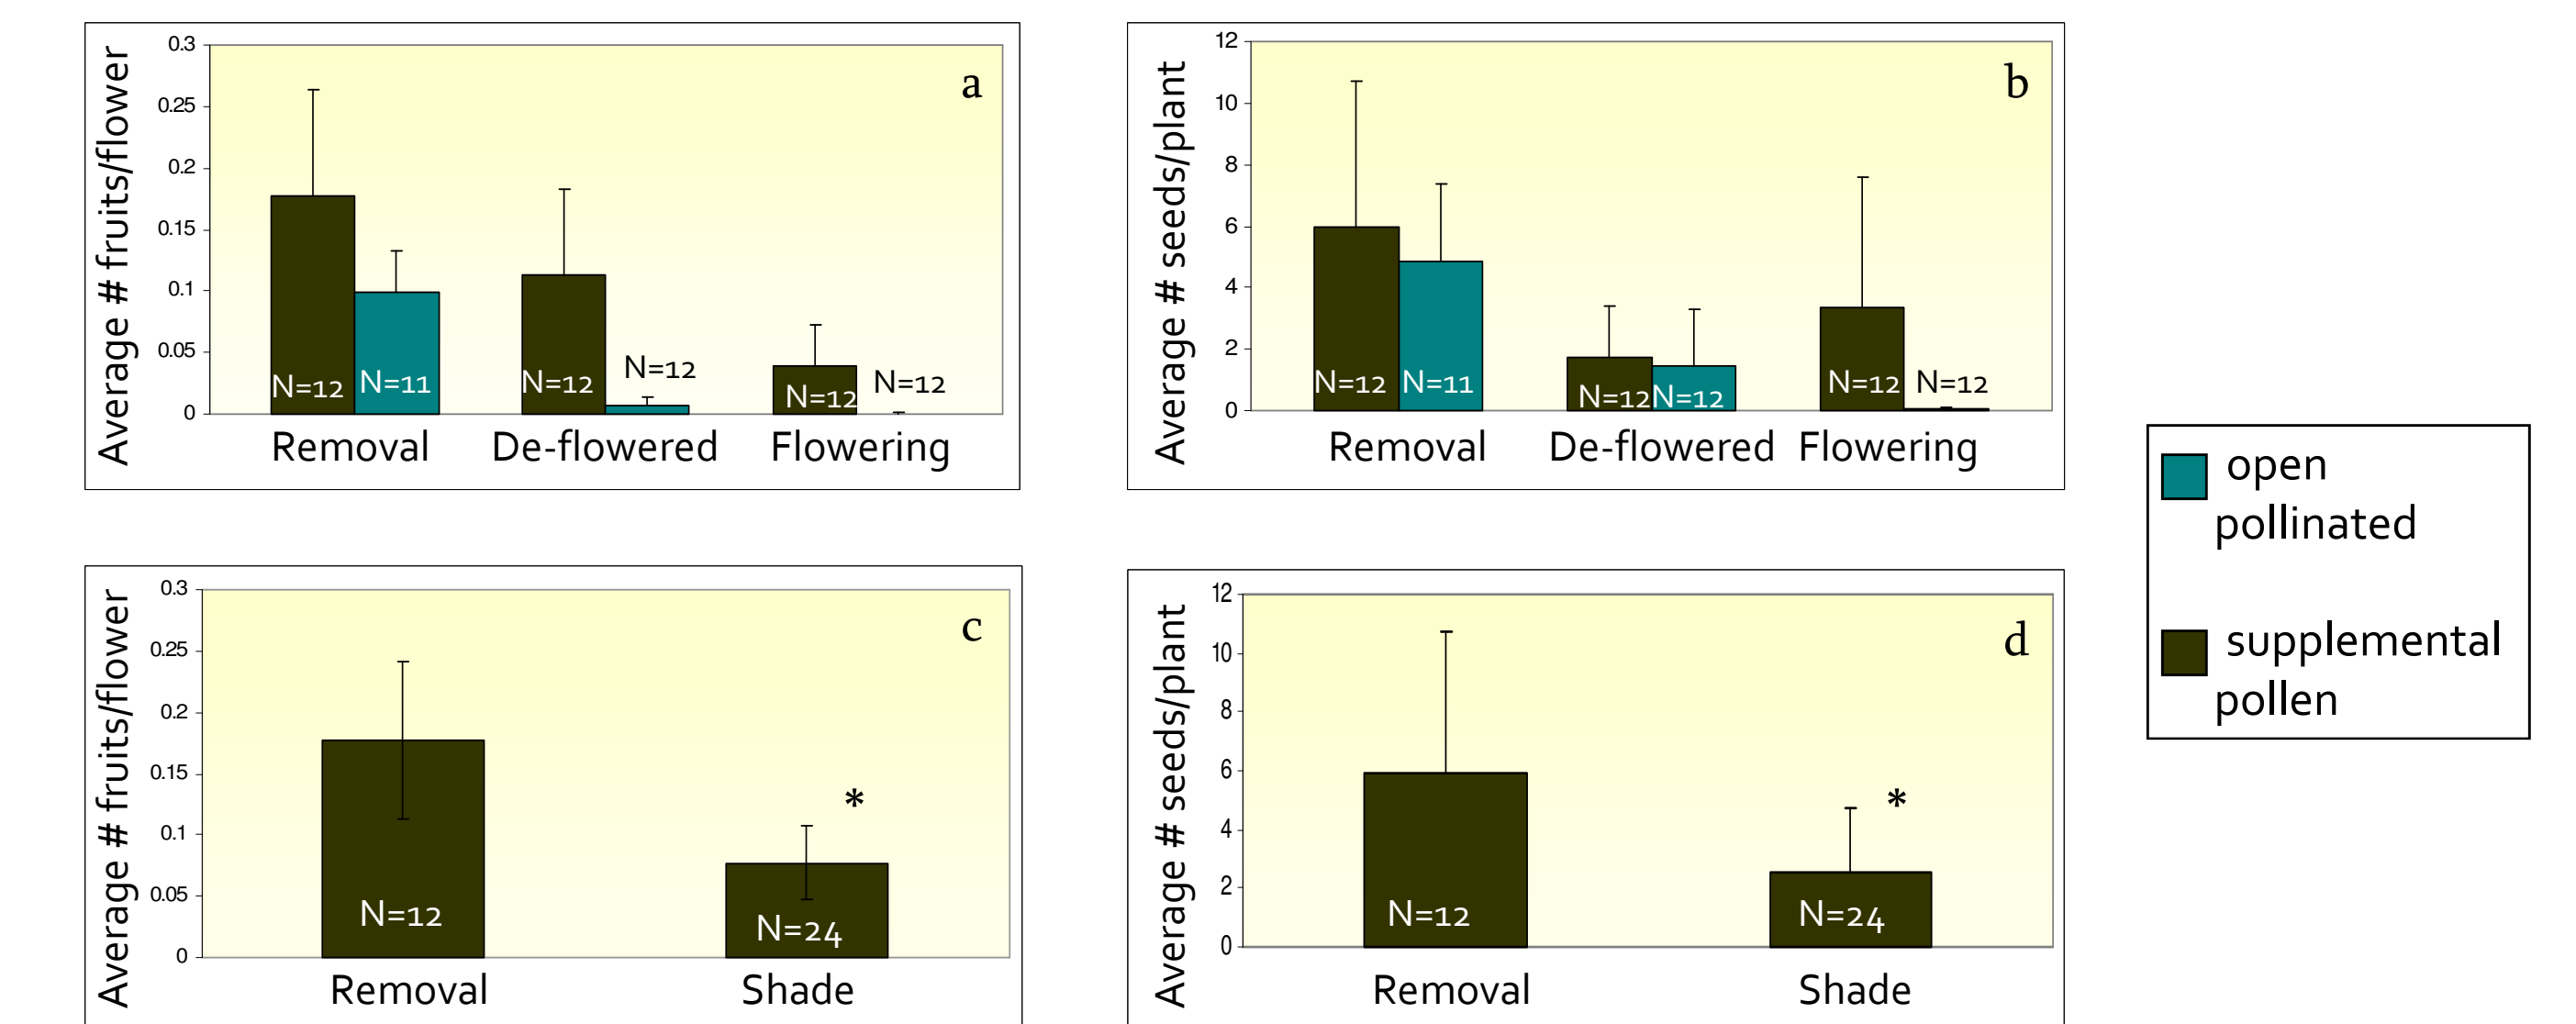 Average # fruits/flower
0.3
0.25
0.2
0.15
0.1
0.05
0
a
N=12
N=11
N=12
N=12
N=12
N=12
Removal
De-flowered
Flowering
Average # seeds/plant
12
10
8
6
4
2
0
b
N=12
N=11
N=12
N=12
N=12
N=12
Removal
De-flowered
Flowering
Average # fruits/flower
0.3
0.25
0.2
0.15
0.1
0.05
0
c
*
N=12
N=24
Removal
Shade
Average # seeds/plant
12
10
8
6
4
2
0
d
*
N=12
N=24
Removal
Shade
open
pollinated
supplemental
pollen